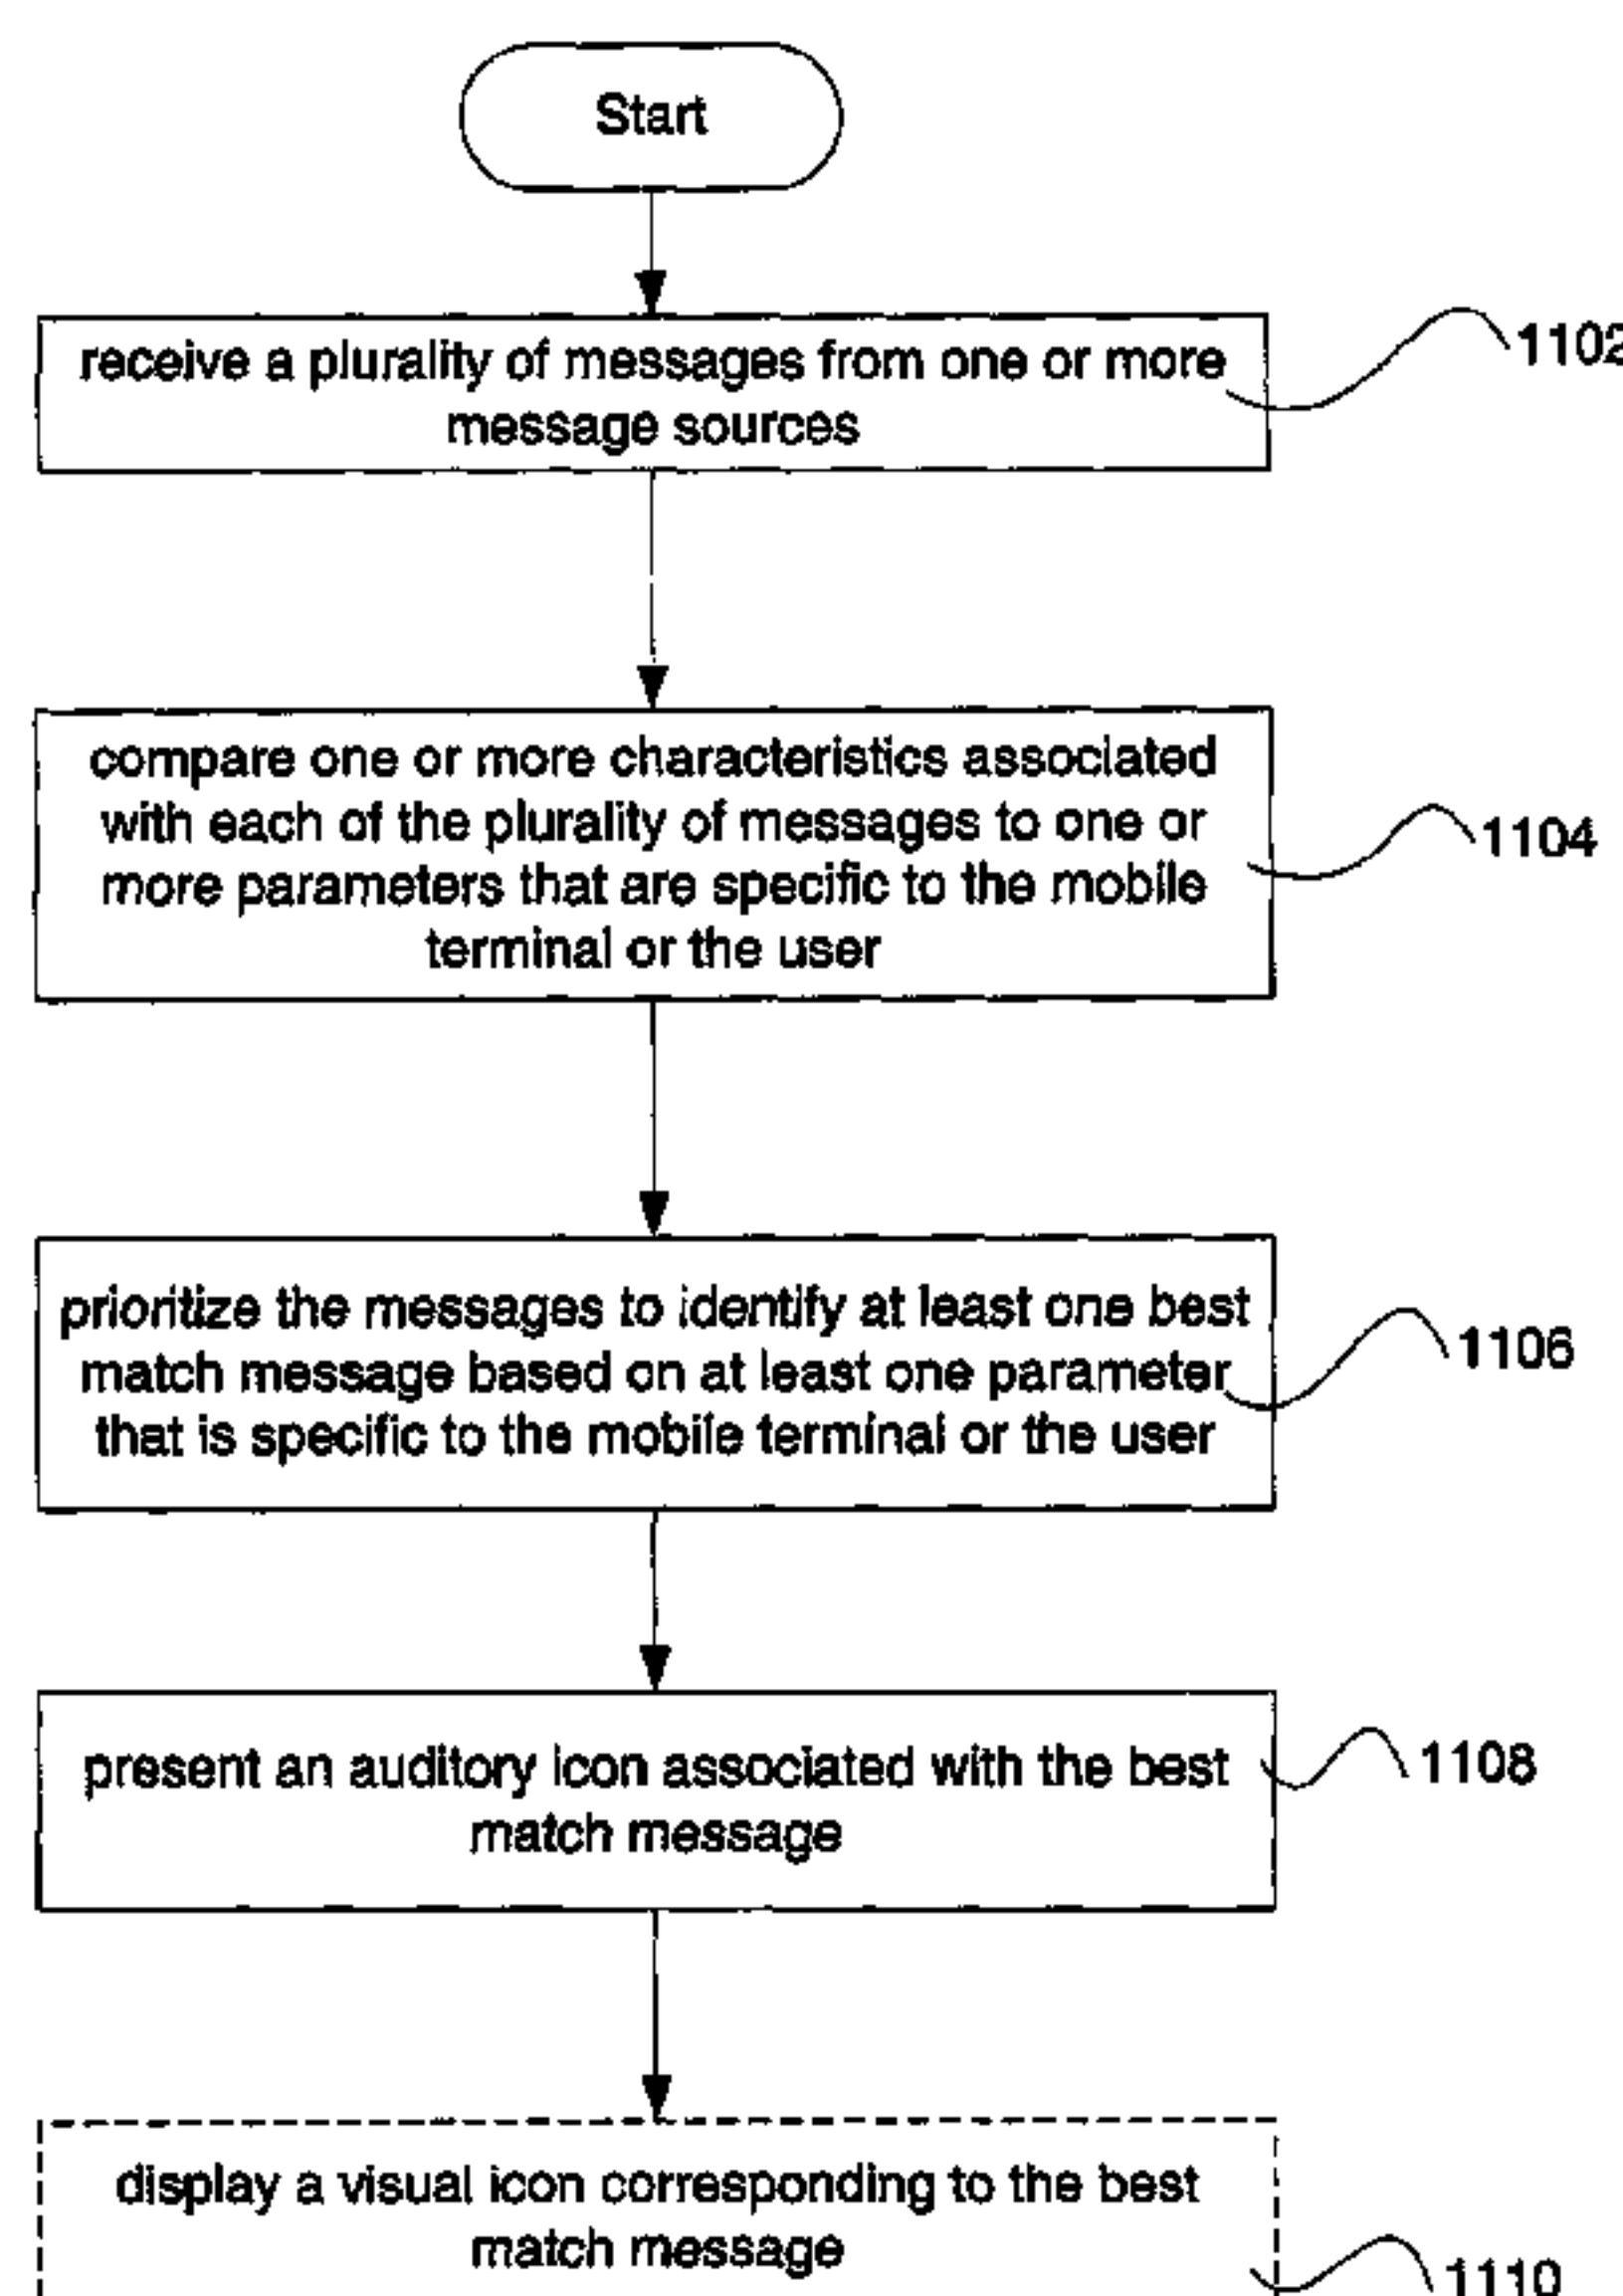 Start
receive a plurality of messages from one or more
message sources
1102
compare one or more characteristics associated
with each of the plurality of messages to one or
more parameters that are specific to the mobile
terminal or the user
1104
prioritize the messages to identify at least one best
match message based on at least one parameter
that is specific to the mobile terminal or the user
1106
present an auditory icon associated with the best
match message
1108
display a visual icon corresponding to the best
match message
1110